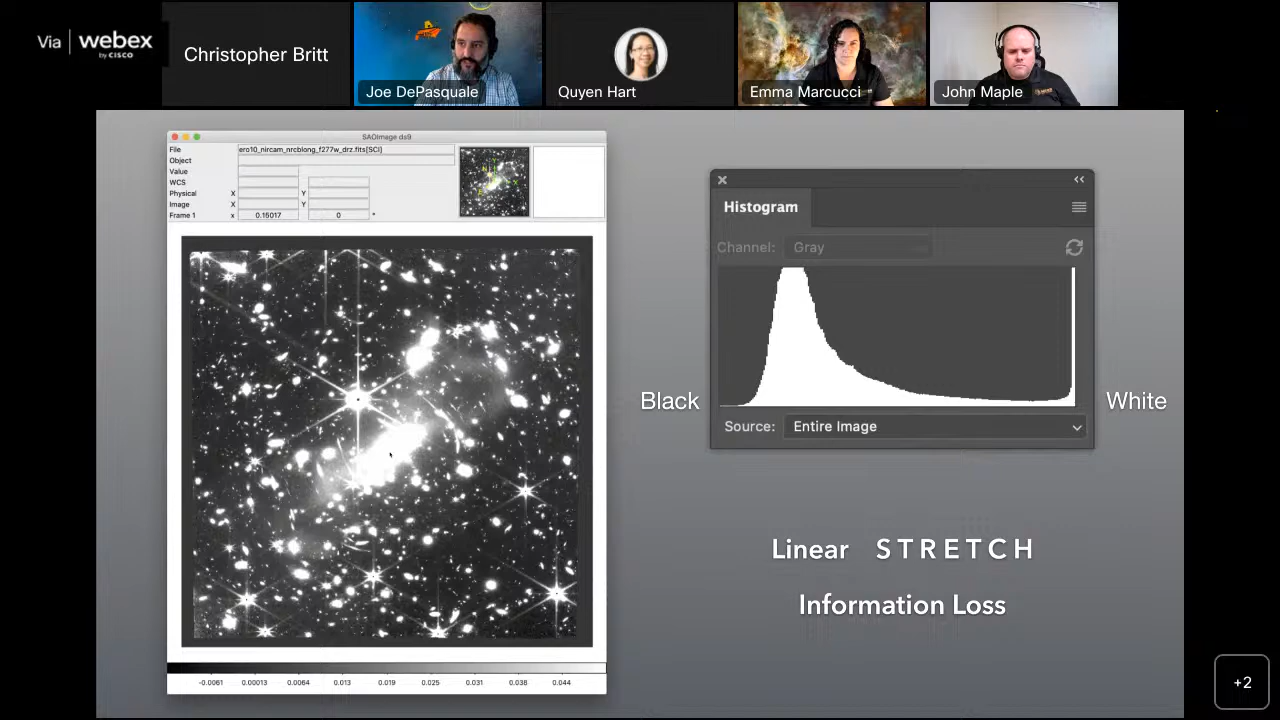 Via | webex
by CISCO
Christopher Britt
Joe DePasquale
Quyen Hart
Emma Marcucci
John Maple
SAOImage ds9
File ero10_nircam_nrcblong_f277w_drz.fits[SCI]
Object
Value
WCS
Physical X Y
Image X Y
Frame 1 x 0.15017 0 °
-0.0061 0.00013 0.0064 0.013 0.019 0.025 0.031 0.038 0.044
Histogram
Channel: Gray
Black
White
Source: Entire Image
Linear STRETCH
Information Loss
+2